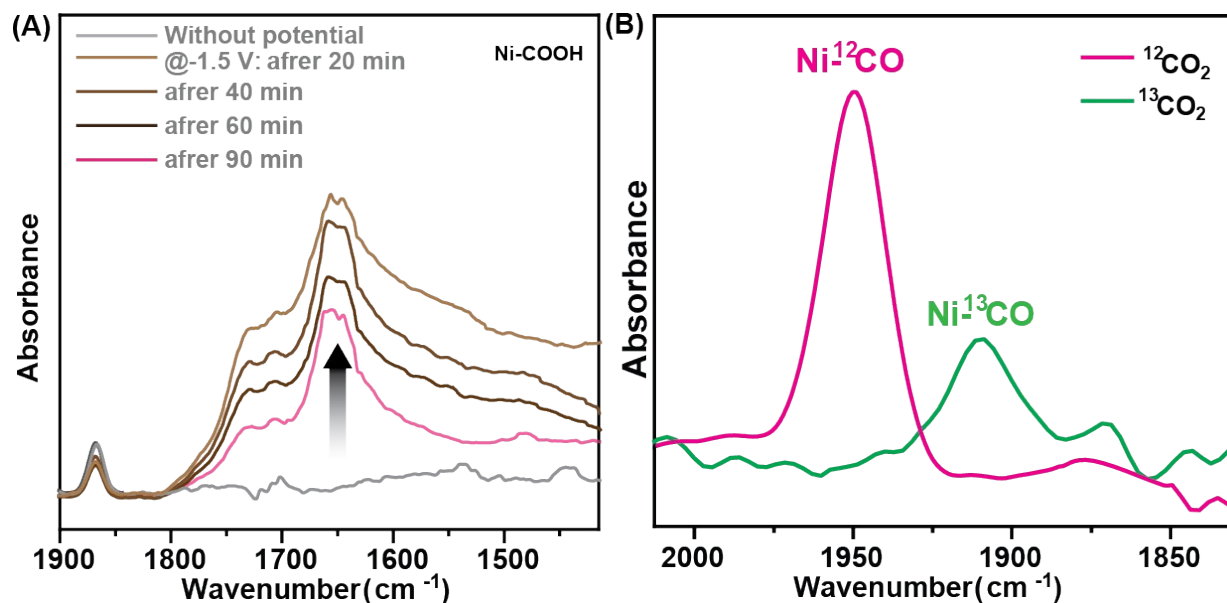 (A)
Without potential
@-1.5 V: afrer 20 min
afrer 40 min
afrer 60 min
afrer 90 min
Ni-COOH
Absorbance
1900 1800 1700 1600 1500
Wavenumber(cm⁻¹)
(B)
Ni-¹²CO
Ni-¹³CO
¹²CO₂
¹³CO₂
Absorbance
2000 1950 1900 1850
Wavenumber(cm⁻¹)